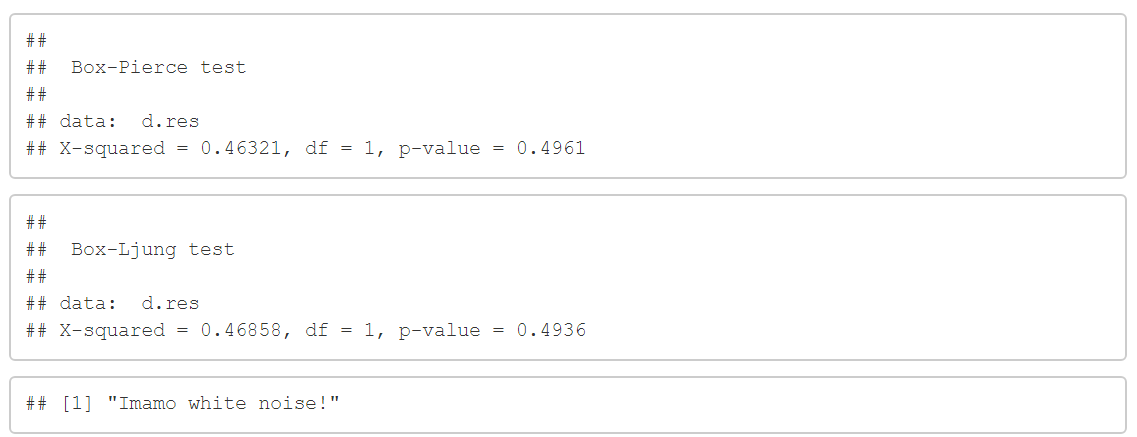 ##
##  Box-Pierce test
##
## data:  d.res
## X-squared = 0.46321, df = 1, p-value = 0.4961
##
##  Box-Ljung test
##
## data:  d.res
## X-squared = 0.46858, df = 1, p-value = 0.4936
## [1] "Imamo white noise!"